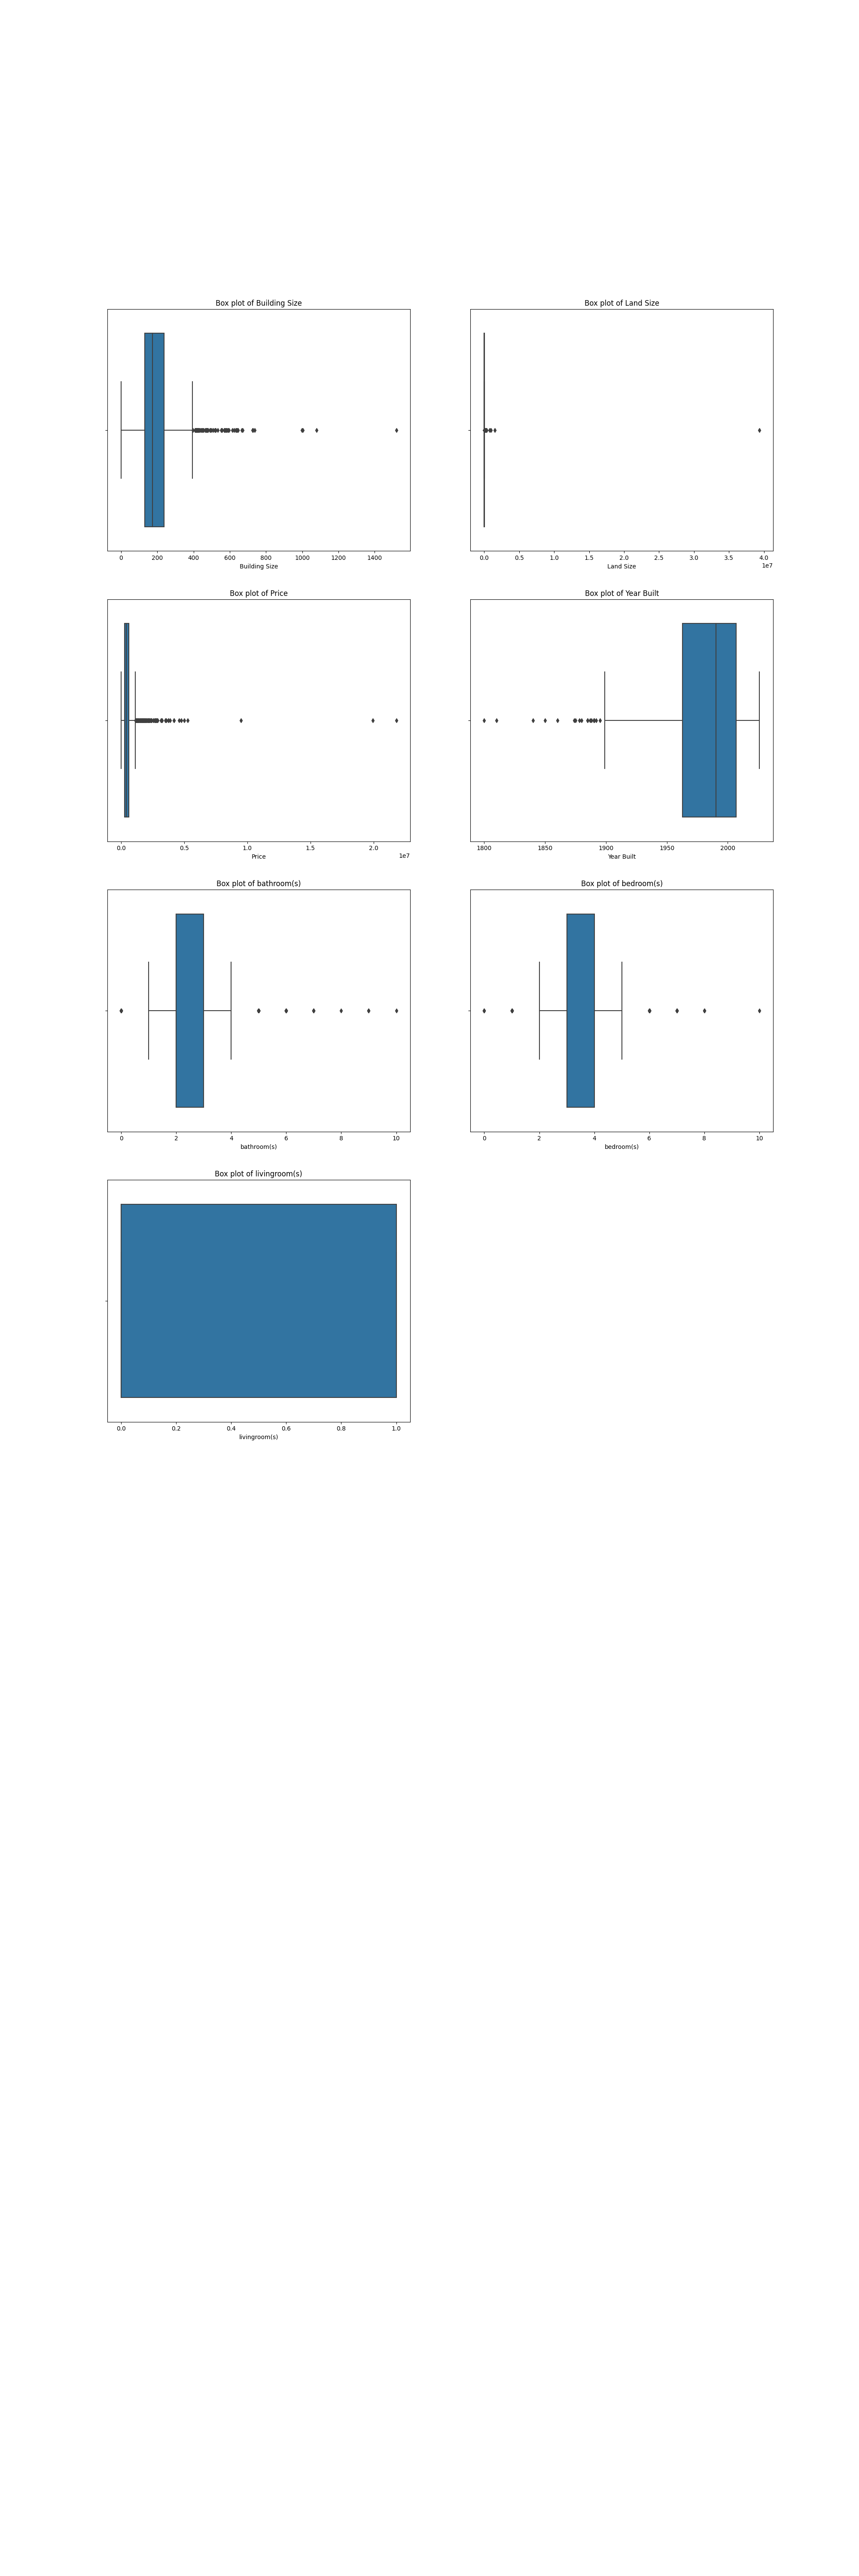 Box plot of Building Size
0 200 400 600 800 1000 1200 1400
Building Size
Box plot of Land Size
0.0 0.5 1.0 1.5 2.0 2.5 3.0 3.5 4.0
1e7
Land Size
Box plot of Price
0.0 0.5 1.0 1.5 2.0
1e7
Price
Box plot of Year Built
1800 1850 1900 1950 2000
Year Built
Box plot of bathroom(s)
0 2 4 6 8 10
bathroom(s)
Box plot of bedroom(s)
0 2 4 6 8 10
bedroom(s)
Box plot of livingroom(s)
0.0 0.2 0.4 0.6 0.8 1.0
livingroom(s)